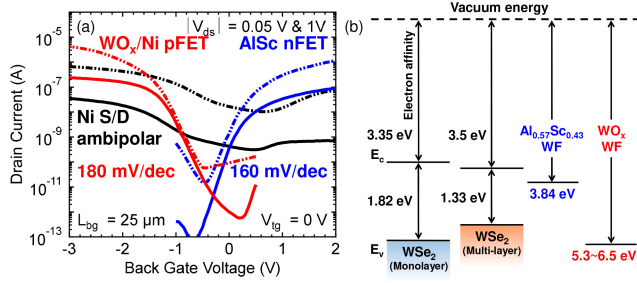 (a)
|V_ds| = 0.05 V & 1V
WO_x/Ni pFET
AlSc nFET
Ni S/D
ambipolar
180 mV/dec
160 mV/dec
L_bg = 25 µm
V_tg = 0 V
Drain Current (A)
10^-5
10^-7
10^-9
10^-11
10^-13
-3
-2
-1
0
1
2
Back Gate Voltage (V)
(b)
Vacuum energy
Electron affinity
3.35 eV
3.5 eV
Al_0.57Sc_0.43
WF
WO_x
WF
E_c
1.82 eV
1.33 eV
3.84 eV
E_v
WSe_2
(Monolayer)
WSe_2
(Multi-layer)
5.3~6.5 eV